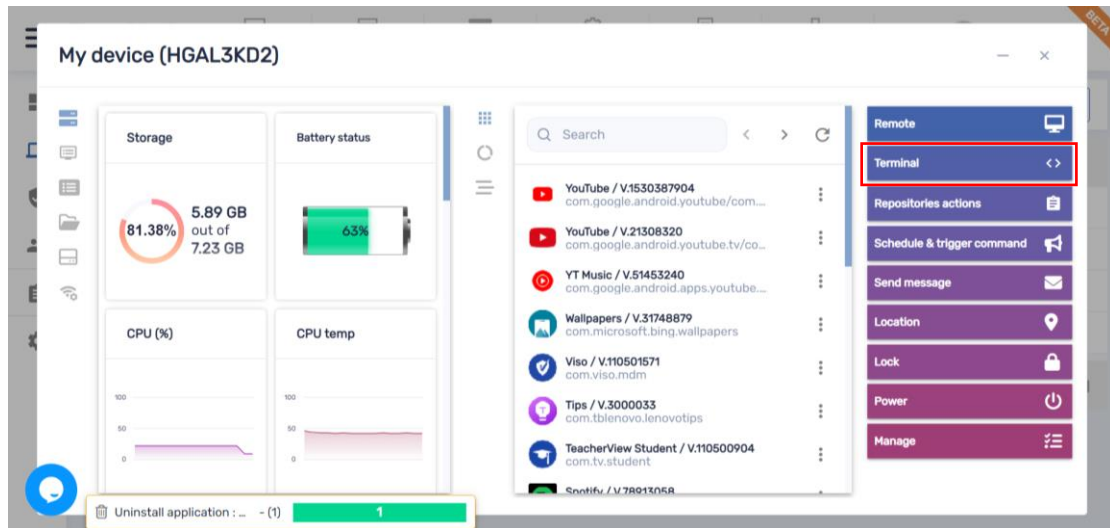 BETA
My device (HGAL3KD2)
Storage
81.38%
5.89 GB
out of
7.23 GB
Battery status
63%
CPU (%)
100
50
0
CPU temp
100
50
0
Search
YouTube / V.1530387904
com.google.android.youtube/com...
YouTube / V.21308320
com.google.android.youtube.tv/co...
YT Music / V.51453240
com.google.android.apps.youtube....
Wallpapers / V.31748879
com.microsoft.bing.wallpapers
Viso / V.110501571
com.viso.mdm
Tips / V.3000033
com.tblenovo.lenovotips
TeacherView Student / V.110500904
com.tv.student
Spotify / V.78913058
Remote
Terminal
Repositories actions
Schedule & trigger command
Send message
Location
Lock
Power
Manage
Uninstall application : ... - (1) 1